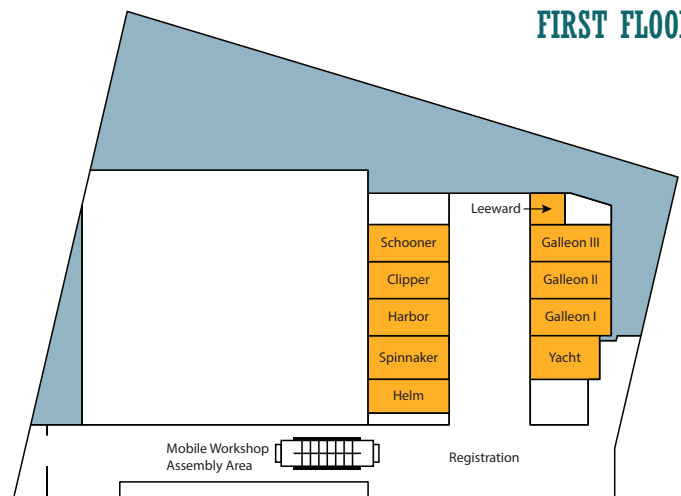 FIRST FLOO
Leeward
Schooner
Galleon III
Clipper
Galleon II
Harbor
Galleon I
Spinnaker
Yacht
Helm
Mobile Workshop
Assembly Area
Registration